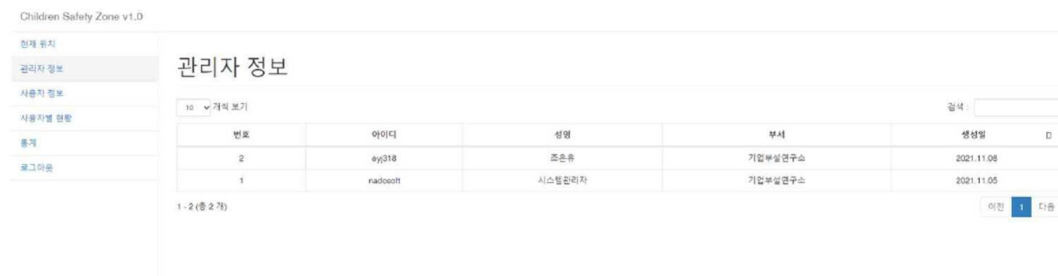 Children Safety Zone v1.0
현재 위치
관리자 정보
사용자 정보
사용자별 현황
통계
로그아웃
관리자 정보
10 개씩 보기
검색 :
번호 아이디 성명 부서 생성일
2 eyj318 조은유 기업부설연구소 2021.11.08
1 nadosoft 시스템관리자 기업부설연구소 2021.11.05
1 - 2 (총 2 개)
이전 1 다음